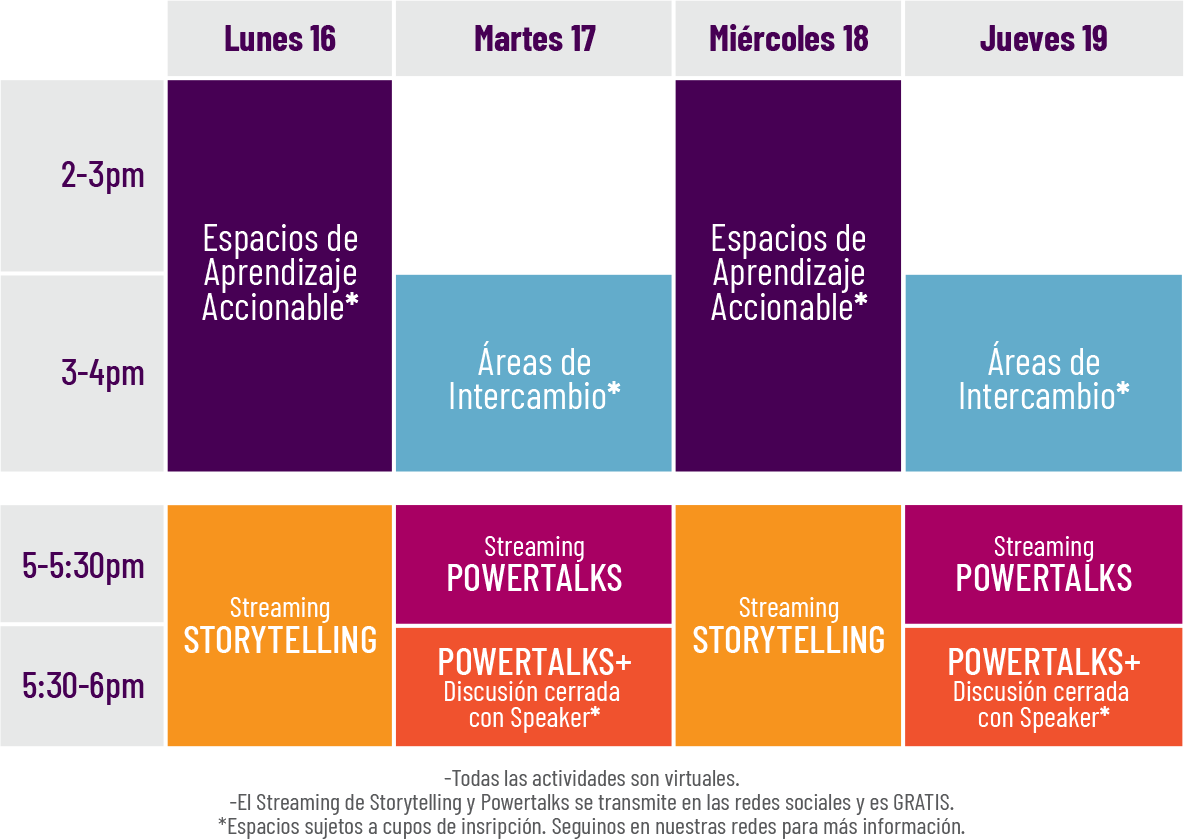 Lunes 16
Martes 17
Miércoles 18
Jueves 19
2-3pm
Espacios de
Aprendizaje
Accionable*
Espacios de
Aprendizaje
Accionable*
3-4pm
Áreas de
Intercambio*
Áreas de
Intercambio*
5-5:30pm
Streaming
STORYTELLING
Streaming
POWERTALKS
Streaming
STORYTELLING
Streaming
POWERTALKS
5:30-6pm
POWERTALKS+
Discusión cerrada
con Speaker*
POWERTALKS+
Discusión cerrada
con Speaker*
-Todas las actividades son virtuales.
-El Streaming de Storytelling y Powertalks se transmite en las redes sociales y es GRATIS.
*Espacios sujetos a cupos de insripción. Seguinos en nuestras redes para más información.